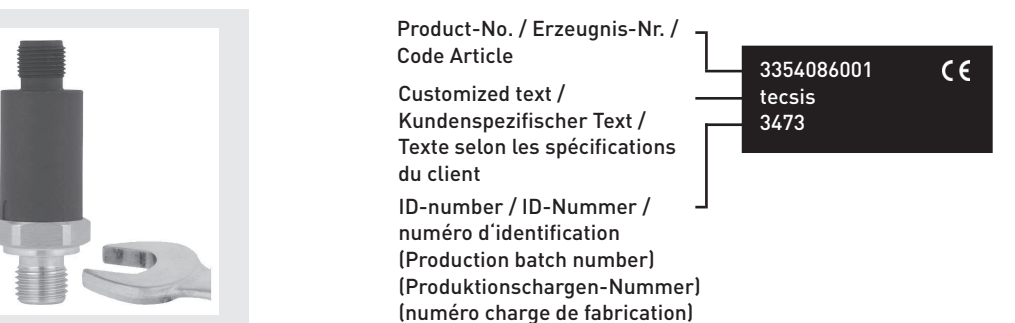 Product-No. / Erzeugnis-Nr. /
Code Article
Customized text /
Kundenspezifischer Text /
Texte selon les spécifications
du client
ID-number / ID-Nummer /
numéro d‘identification
(Production batch number)
(Produktionschargen-Nummer)
(numéro charge de fabrication)
3354086001 CE
tecsis
3473